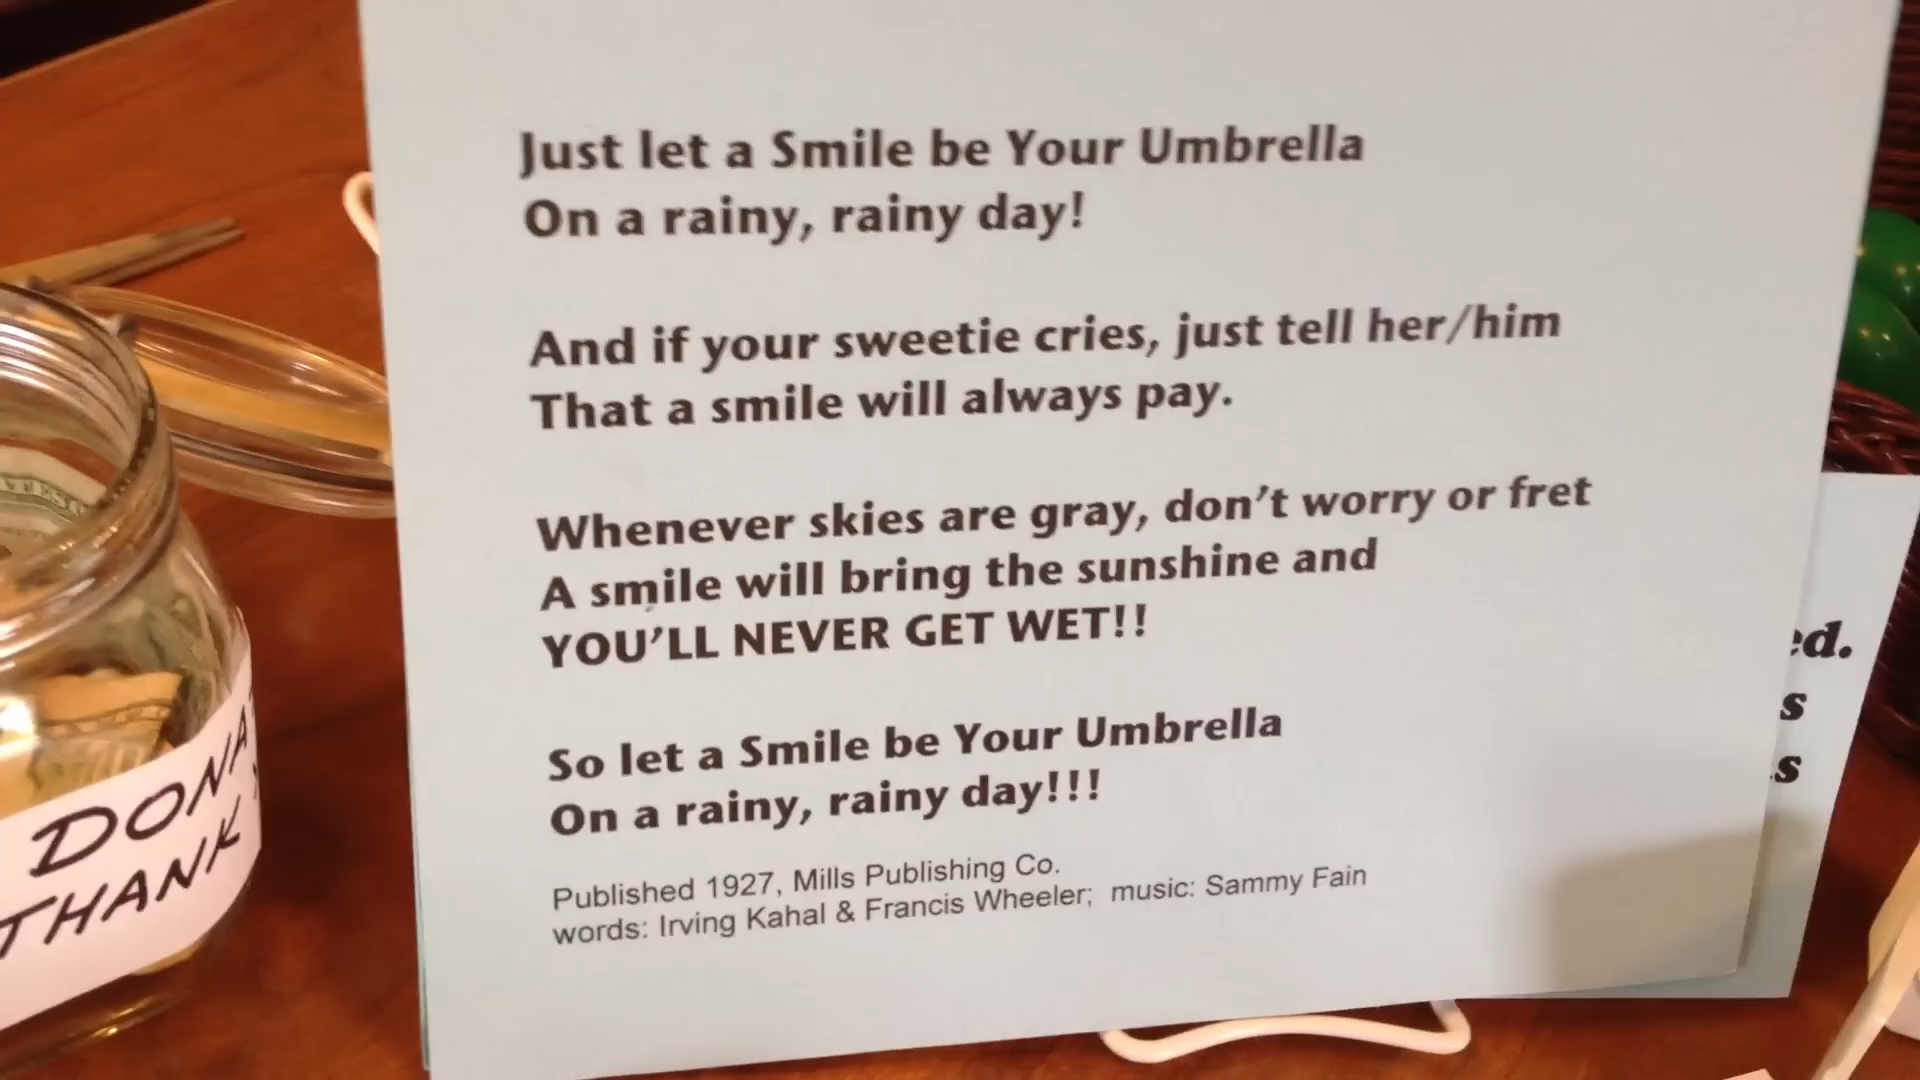 Just let a Smile be Your Umbrella
On a rainy, rainy day!
And if your sweetie cries, just tell her/him
That a smile will always pay.
Whenever skies are gray, don't worry or fret
A smile will bring the sunshine and
YOU'LL NEVER GET WET!!
So let a Smile be Your Umbrella
On a rainy, rainy day!!!
Published 1927, Mills Publishing Co.
words: Irving Kahal & Francis Wheeler; music: Sammy Fain
THANK